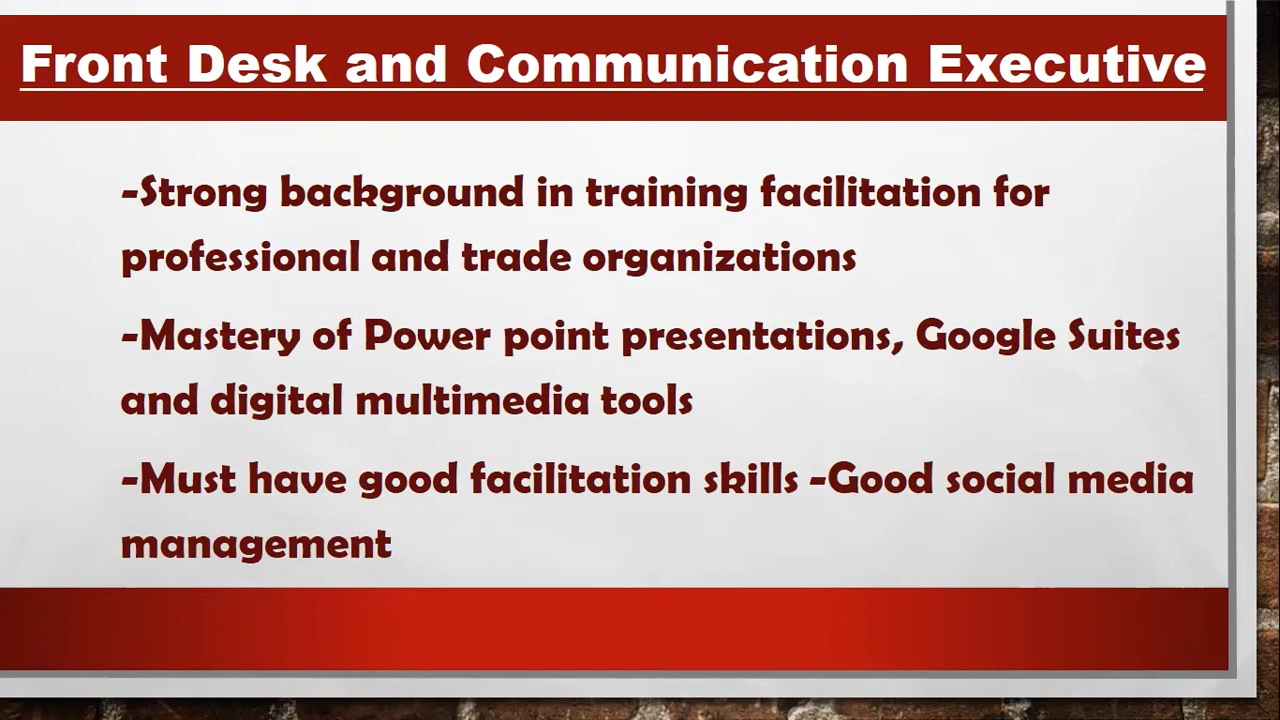 Front Desk and Communication Executive
-Strong background in training facilitation for
professional and trade organizations
-Mastery of Power point presentations, Google Suites
and digital multimedia tools
-Must have good facilitation skills -Good social media
management